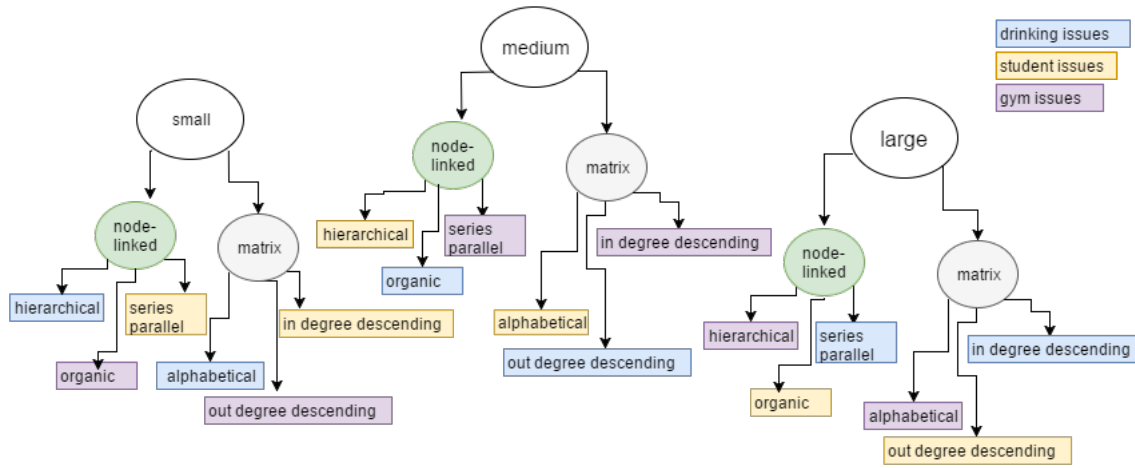 drinking issues
student issues
gym issues
small
node-
linked
matrix
hierarchical
series
parallel
organic
alphabetical
in degree descending
out degree descending
medium
node-
linked
matrix
hierarchical
series
parallel
organic
in degree descending
alphabetical
out degree descending
large
node-
linked
matrix
hierarchical
series
parallel
organic
in degree descending
alphabetical
out degree descending